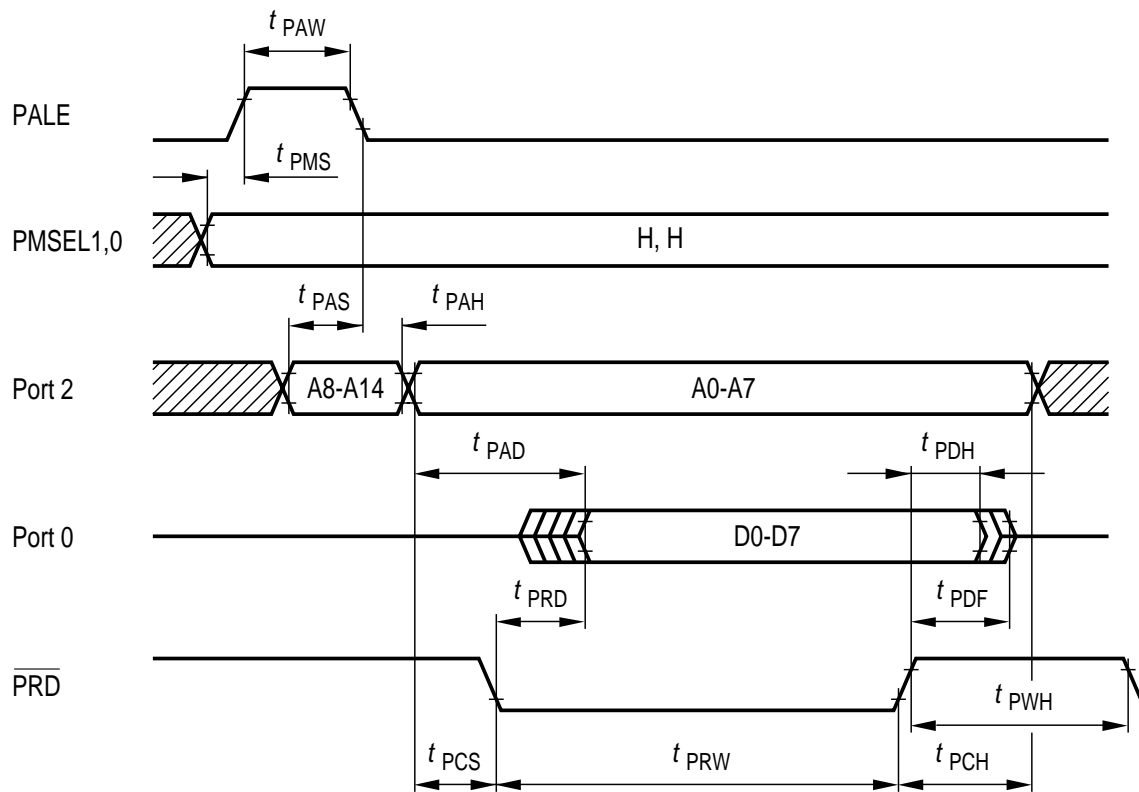 t PAW
PALE
t PMS
PMSEL1,0
H, H
t PAS
t PAH
Port 2
A8-A14
A0-A7
t PAD
t PDH
Port 0
D0-D7
t PRD
t PDF
PRD
t PWH
t PCS
t PRW
t PCH